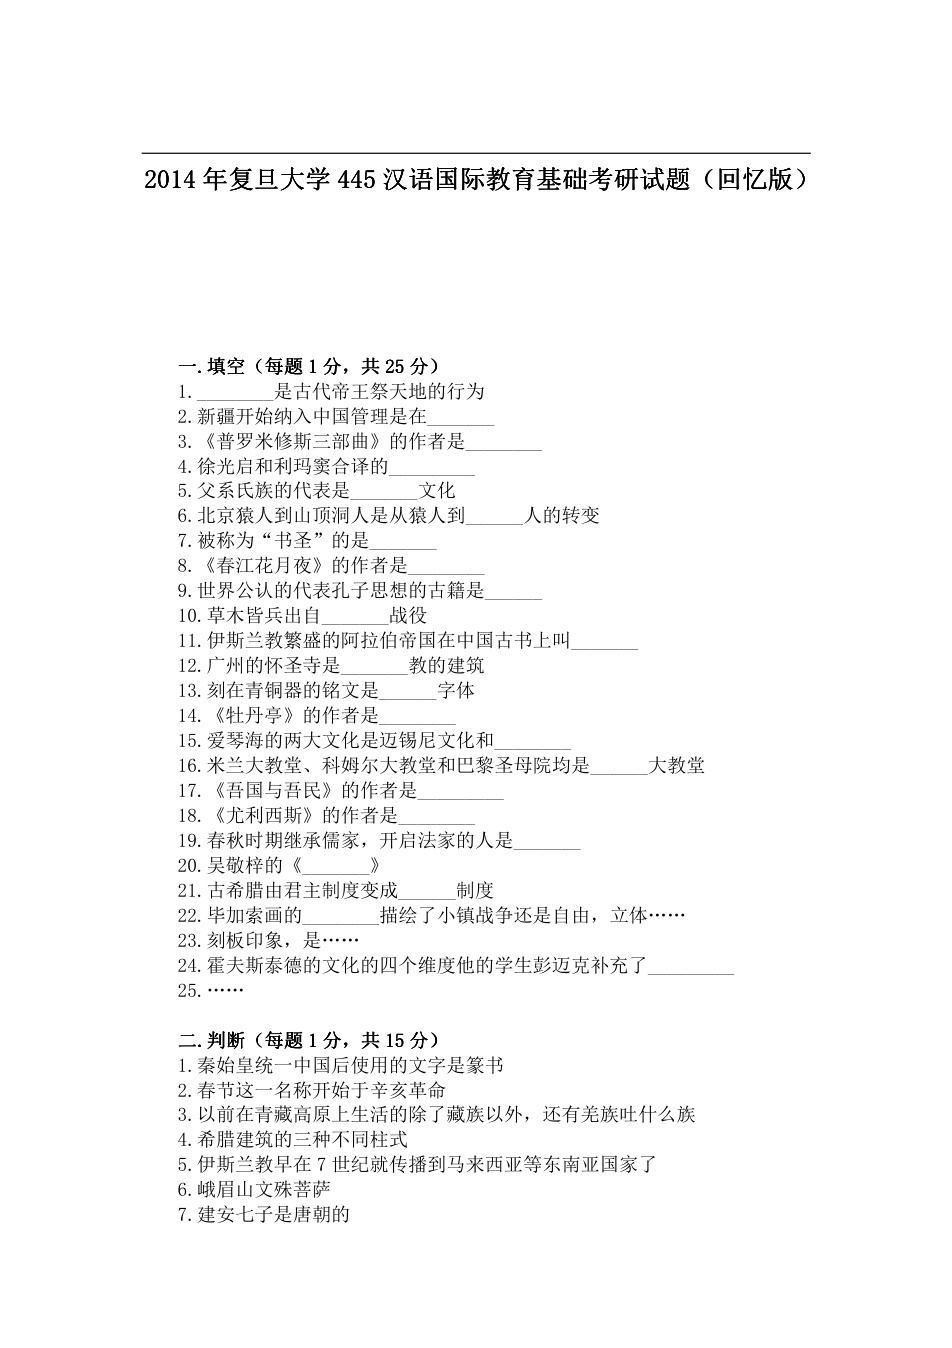 2014 年复旦大学 445 汉语国际教育基础考研试题（回忆版）
一.填空（每题 1 分，共 25 分）
1.________是古代帝王祭天地的行为
2.新疆开始纳入中国管理是在_______
3.《普罗米修斯三部曲》的作者是________
4.徐光启和利玛窦合译的_________
5.父系氏族的代表是_______文化
6.北京猿人到山顶洞人是从猿人到______人的转变
7.被称为“书圣”的是_______
8.《春江花月夜》的作者是________
9.世界公认的代表孔子思想的古籍是______
10.草木皆兵出自_______战役
11.伊斯兰教繁盛的阿拉伯帝国在中国古书上叫_______
12.广州的怀圣寺是_______教的建筑
13.刻在青铜器的铭文是______字体
14.《牡丹亭》的作者是________
15.爱琴海的两大文化是迈锡尼文化和________
16.米兰大教堂、科姆尔大教堂和巴黎圣母院均是______大教堂
17.《吾国与吾民》的作者是_________
18.《尤利西斯》的作者是________
19.春秋时期继承儒家，开启法家的人是_______
20.吴敬梓的《_______》
21.古希腊由君主制度变成______制度
22.毕加索画的________描绘了小镇战争还是自由，立体……
23.刻板印象，是……
24.霍夫斯泰德的文化的四个维度他的学生彭迈克补充了_________
25.……
二.判断（每题 1 分，共 15 分）
1.秦始皇统一中国后使用的文字是篆书
2.春节这一名称开始于辛亥革命
3.以前在青藏高原上生活的除了藏族以外，还有羌族吐什么族
4.希腊建筑的三种不同柱式
5.伊斯兰教早在 7 世纪就传播到马来西亚等东南亚国家了
6.峨眉山文殊菩萨
7.建安七子是唐朝的